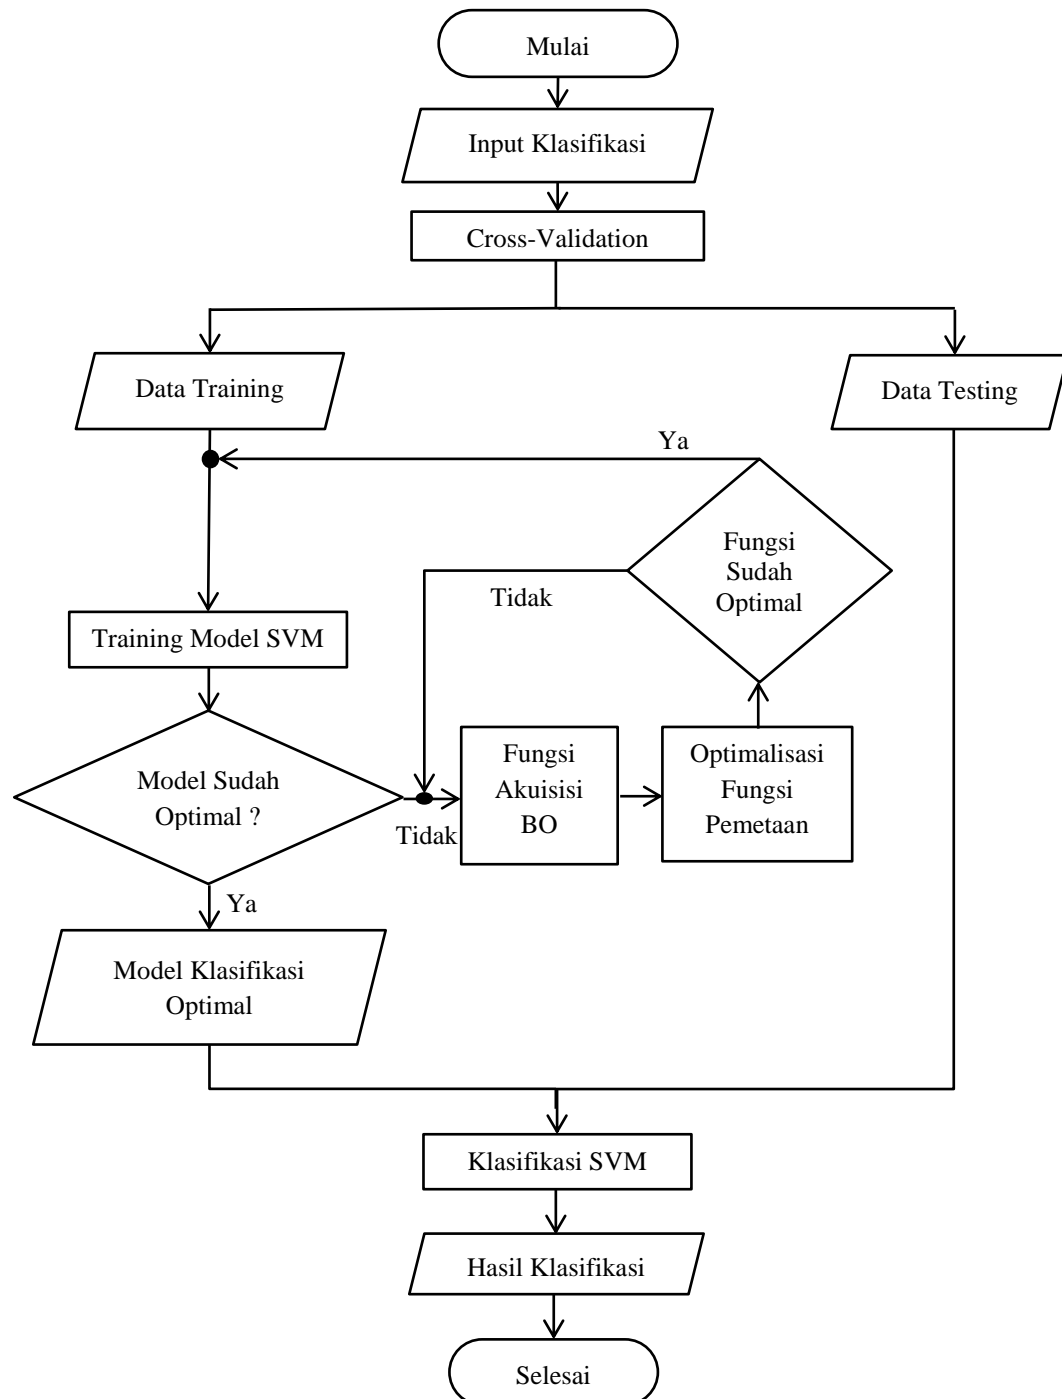 Mulai
Input Klasifikasi
Cross-Validation
Data Training
Data Testing
Ya
Fungsi
Sudah
Optimal
Tidak
Training Model SVM
Model Sudah
Optimal ?
Tidak
Fungsi
Akuisisi
BO
Optimalisasi
Fungsi
Pemetaan
Ya
Model Klasifikasi
Optimal
Klasifikasi SVM
Hasil Klasifikasi
Selesai